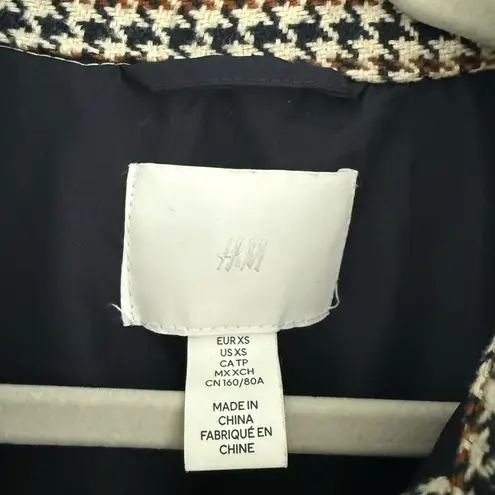 H&M
EUR XS
US XS
CA TP
MX XCH
CN 160/80A
MADE IN
CHINA
FABRIQUÉ EN
CHINE